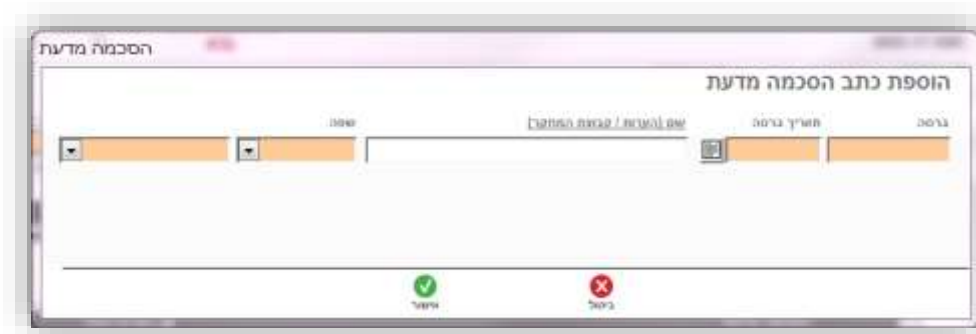 הסכמה מדעת
הוספת כתב הסכמה מדעת
גרסה תאריך גרסה שם (הערות / קבוצת המחקר) שפה
ביטול אישור